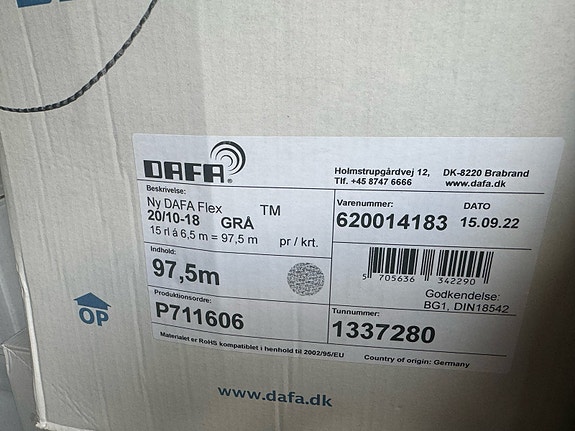 DAFA®
Holmstrupgårdvej 12, DK-8220 Brabrand
Tlf. +45 8747 6666 www.dafa.dk
Beskrivelse:
Ny DAFA Flex TM
20/10-18 GRÅ
15 rl á 6,5 m = 97,5 m pr / krt.
Varenummer:
620014183
DATO
15.09.22
Indhold:
97,5m
5 705636 342290
Godkendelse:
BG1, DIN18542
Produktionsordre:
P711606
Tunnummer:
1337280
Materialet er RoHS kompatiblet i henhold til 2002/95/EU
Country of origin: Germany
OP
www.dafa.dk